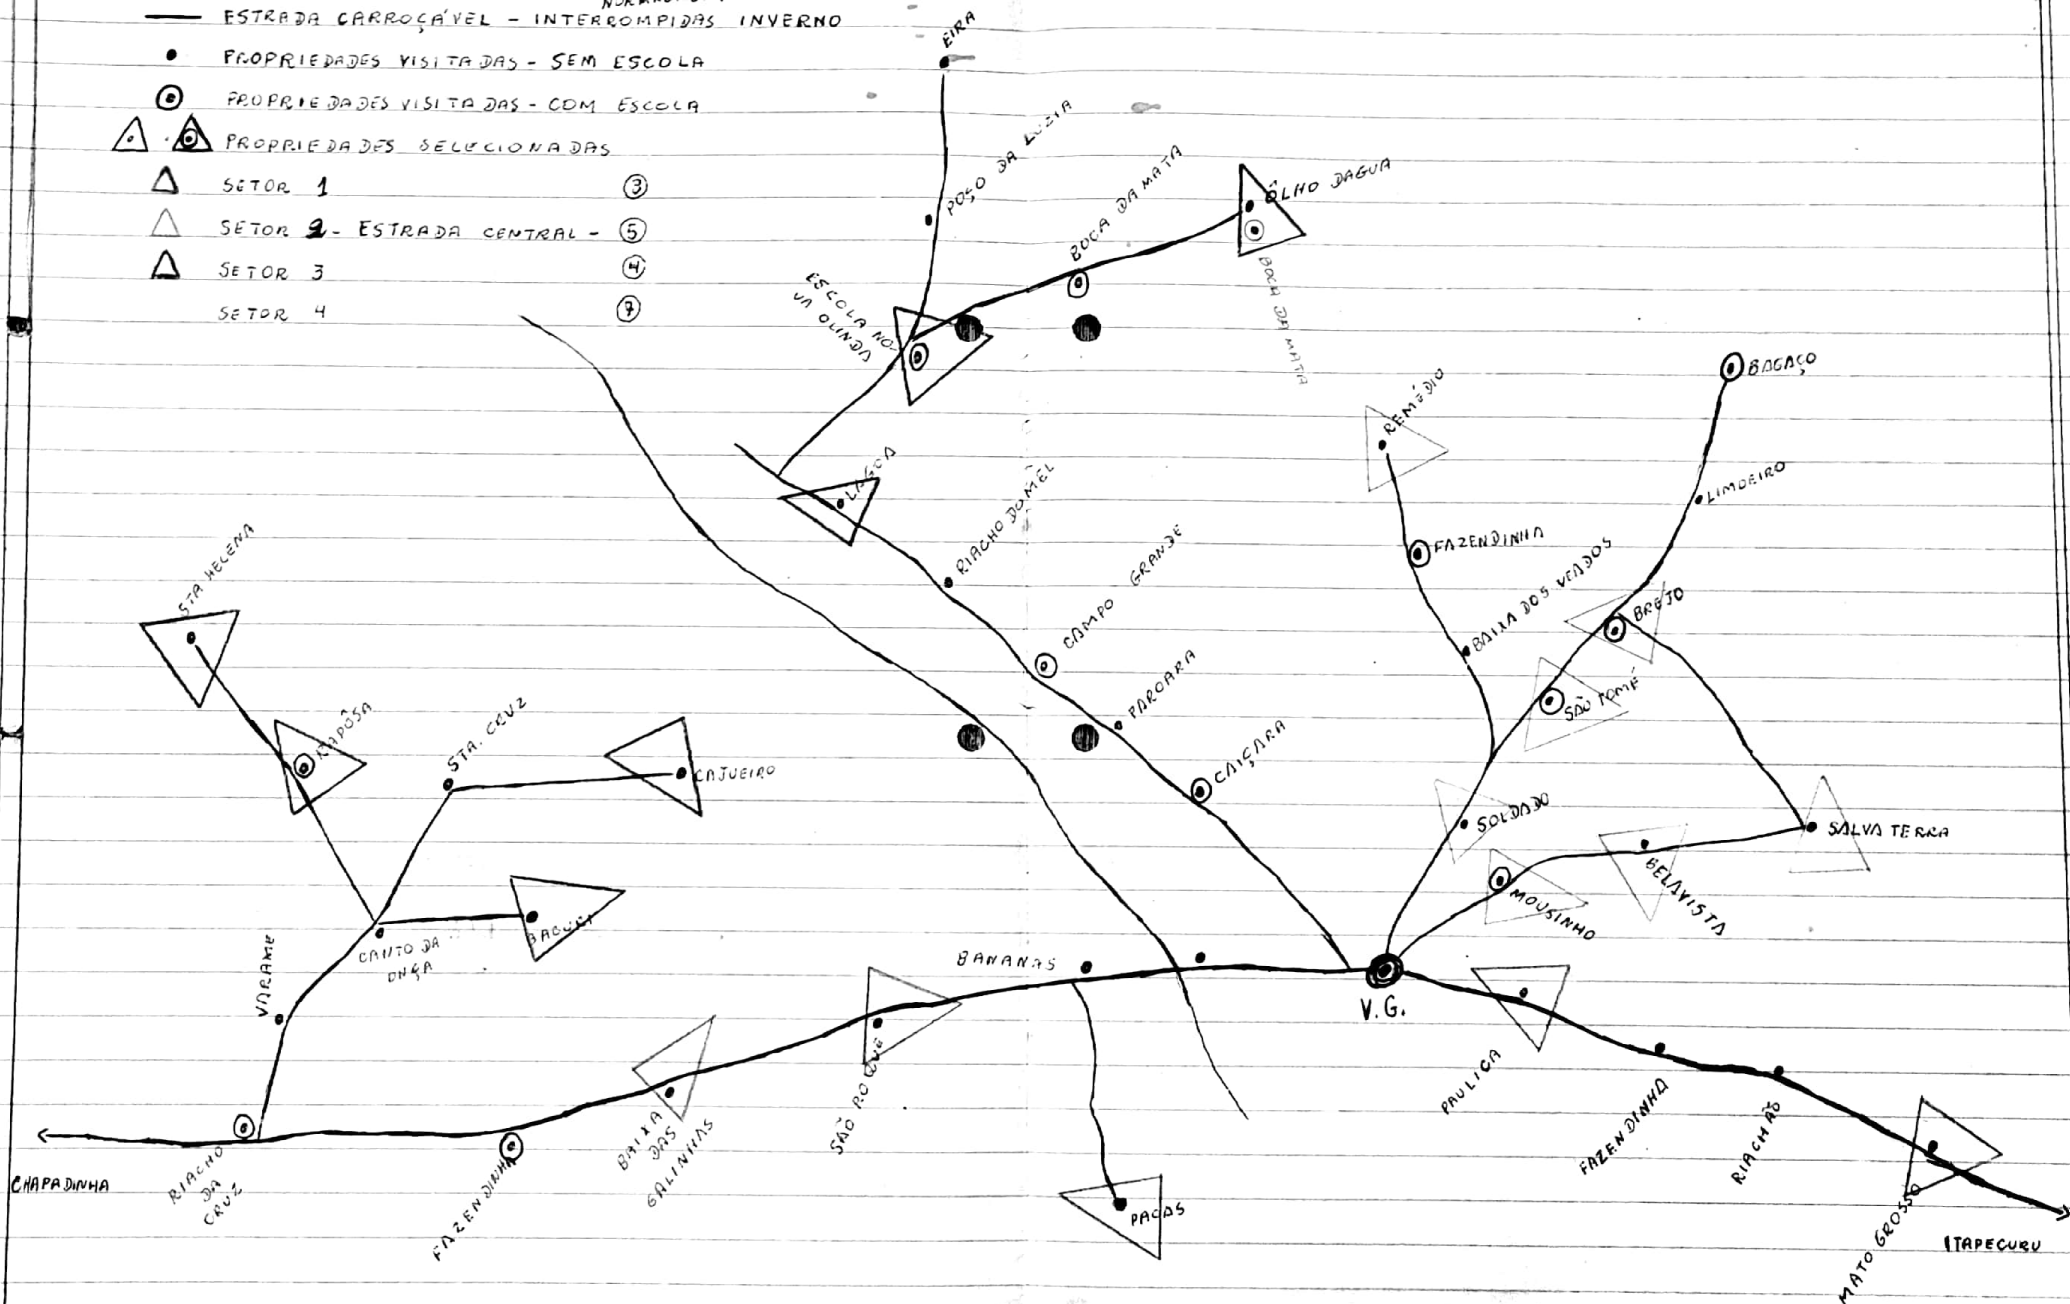 ESTRADA CARROÇÁVEL - INTERROMPIDAS INVERNO
PROPRIEDADES VISITADAS - SEM ESCOLA
PROPRIEDADES VISITADAS - COM ESCOLA
PROPRIEDADES SELECIONADAS
SETOR 1 3
SETOR 2 - ESTRADA CENTRAL - 5
SETOR 3 4
SETOR 4 7
EIRA
POÇO DA LUZIA
BOCA DA MATA
ÔLHO DAGUA
BOCA DA MATA
ESCOLA NO-
VA OLINDA
REMÉDIO
BAGAÇO
LAGOA
RIACHO DO MEL
LIMOEIRO
FAZENDINHA
CAMPO GRANDE
BAIXA DOS VEADOS
STA HELENA
BREJO
PAROARA
SÃO TOMÉ
RAPÔSA
STA. CRUZ
CAJUEIRO
CAIÇARA
SOLDADO
SALVA TERRA
BELAVISTA
MOUSINHO
CANTO DA
ONÇA
VARAME
BANANAS
V.G.
PAULICA
FAZENDINHA
RIACHÃO
MATO GROSSO
SÃO ROQUE
BAIXA
DAS
GALINHAS
FAZENDINHA
RIACHO
DA
CRUZ
CHAPADINHA
PACAS
ITAPECURU